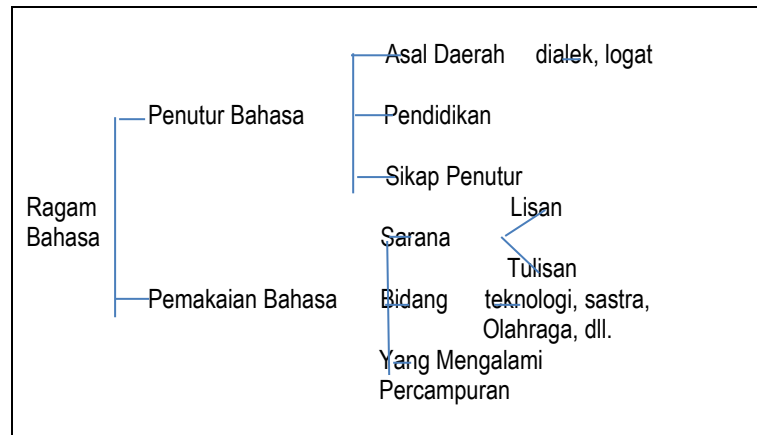 Asal Daerah dialek, logat
Penutur Bahasa Pendidikan
Sikap Penutur
Ragam Lisan
Bahasa Sarana
Tulisan
Pemakaian Bahasa Bidang teknologi, sastra,
Olahraga, dll.
Yang Mengalami
Percampuran